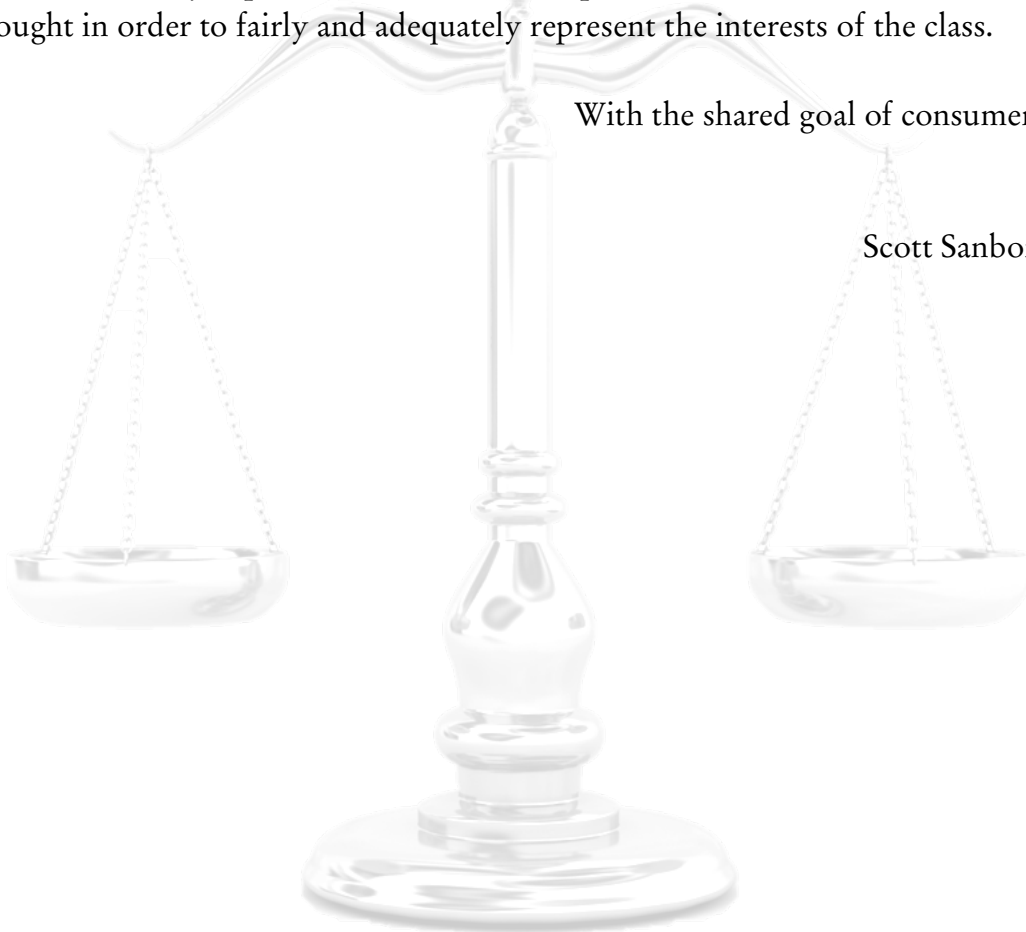 ought in order to fairly and adequately represent the interests of the class.
With the shared goal of consumer
Scott Sanbo